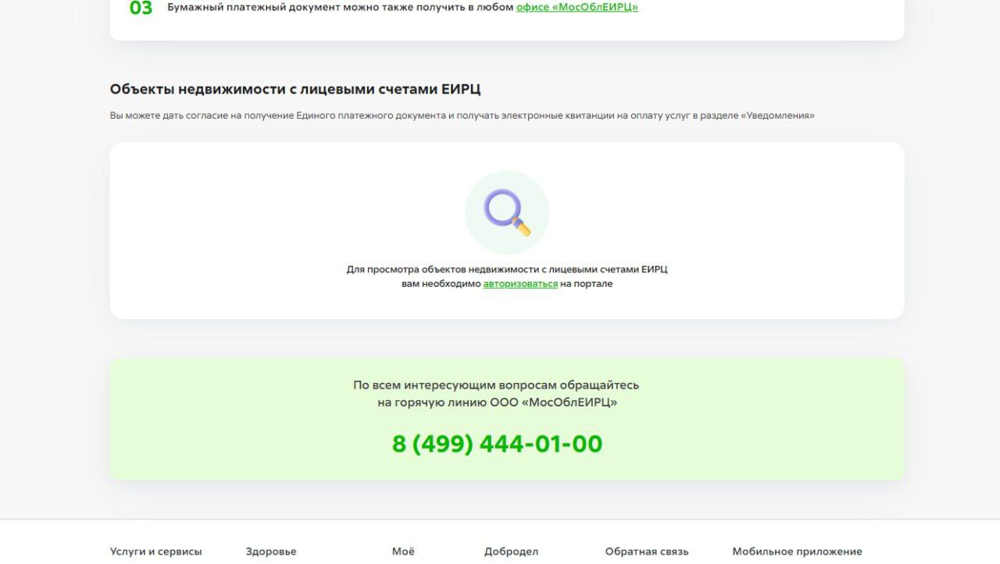 03 Бумажный платежный документ можно также получить в любом офисе «МосОблЕИРЦ»
Объекты недвижимости с лицевыми счетами ЕИРЦ
Вы можете дать согласие на получение Единого платежного документа и получать электронные квитанции на оплату услуг в разделе «Уведомления»
Для просмотра объектов недвижимости с лицевыми счетами ЕИРЦ
вам необходимо авторизоваться на портале
По всем интересующим вопросам обращайтесь
на горячую линию ООО «МосОблЕИРЦ»
8 (499) 444-01-00
Услуги и сервисы Здоровье Моё Добродел Обратная связь Мобильное приложение